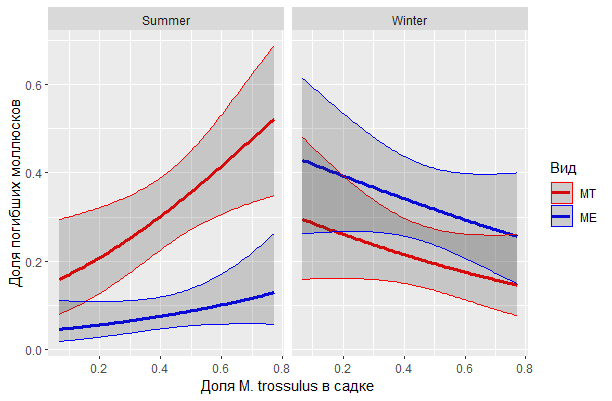 Summer
Winter
Доля погибших моллюсков
0.6
0.4
0.2
0.0
0.2
0.4
0.6
0.8
0.2
0.4
0.6
0.8
Доля M. trossulus в садке
Вид
MT
ME